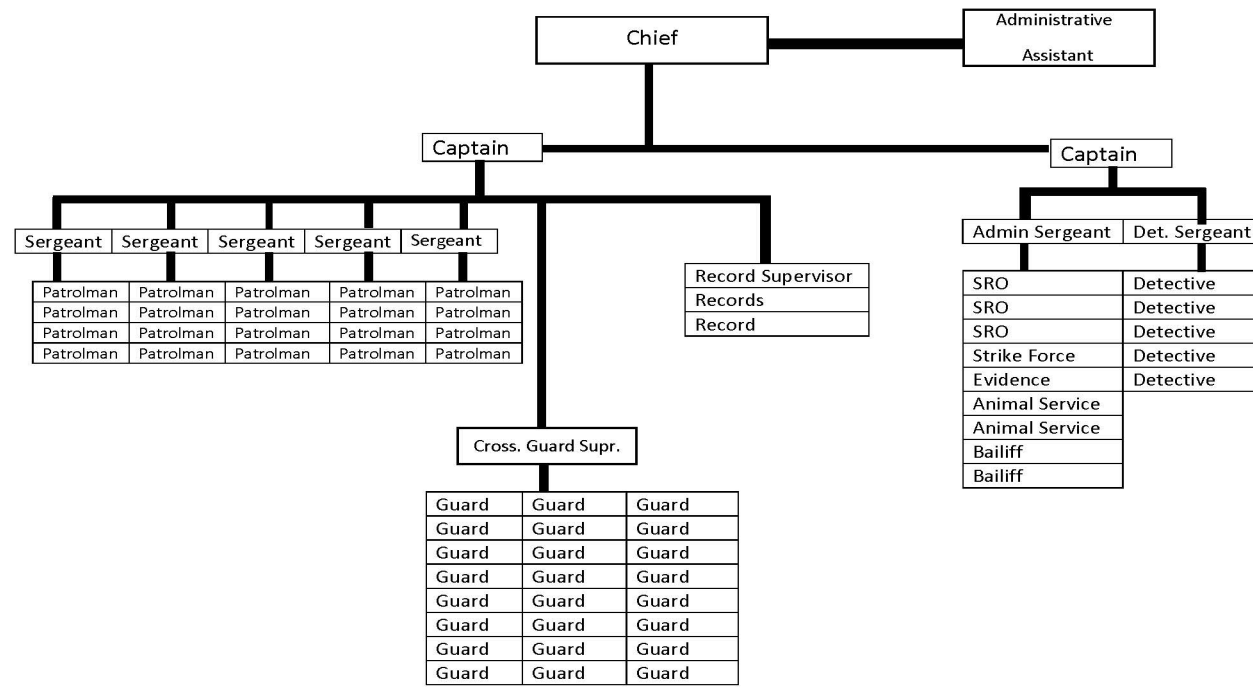 Chief
Administrative
Assistant
Captain
Captain
Sergeant Sergeant Sergeant Sergeant Sergeant
Patrolman Patrolman Patrolman Patrolman Patrolman
Patrolman Patrolman Patrolman Patrolman Patrolman
Patrolman Patrolman Patrolman Patrolman Patrolman
Patrolman Patrolman Patrolman Patrolman Patrolman
Record Supervisor
Records
Record
Cross. Guard Supr.
Guard Guard Guard
Guard Guard Guard
Guard Guard Guard
Guard Guard Guard
Guard Guard Guard
Guard Guard Guard
Guard Guard Guard
Guard Guard Guard
Admin Sergeant Det. Sergeant
SRO Detective
SRO Detective
SRO Detective
Strike Force Detective
Evidence Detective
Animal Service
Animal Service
Bailiff
Bailiff